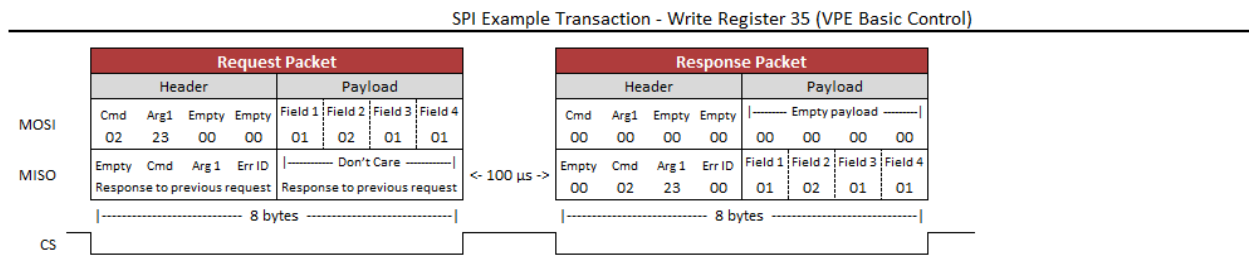 SPI Example Transaction - Write Register 35 (VPE Basic Control)
Request Packet Response Packet
Header Payload Header Payload
MOSI Cmd Arg1 Empty Empty Field 1 Field 2 Field 3 Field 4 Cmd Arg1 Empty Empty |-------- Empty payload --------|
02 23 00 00 01 02 01 01 00 00 00 00 00 00 00 00
MISO Empty Cmd Arg 1 Err ID |----------- Don't Care -----------| <- 100 µs -> Empty Cmd Arg 1 Err ID Field 1 Field 2 Field 3 Field 4
Response to previous request Response to previous request 00 02 23 00 01 02 01 01
|---------------------------- 8 bytes ----------------------------| |---------------------------- 8 bytes ----------------------------|
CS